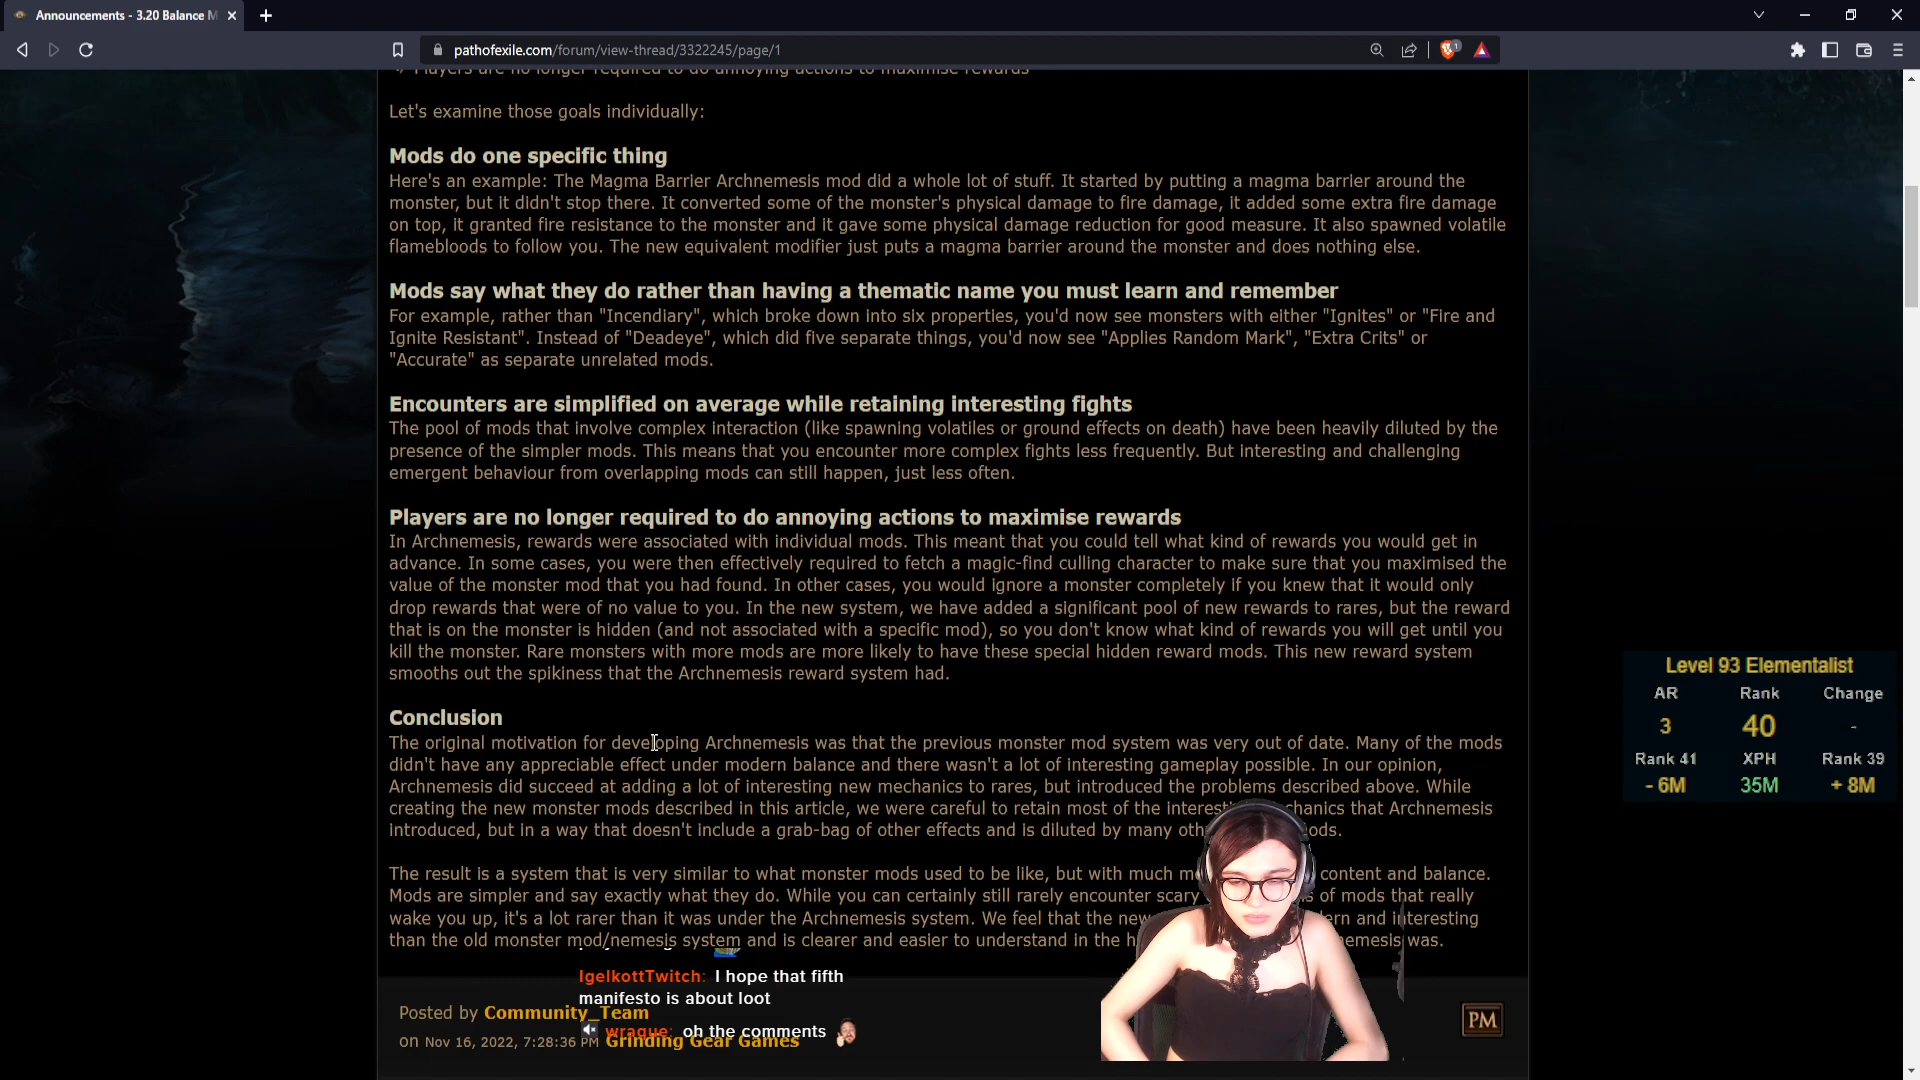 Announcements - 3.20 Balance M
pathofexile.com/forum/view-thread/3322245/page/1
1
Players are no longer required to do annoying actions to maximise rewards
Let's examine those goals individually:
Mods do one specific thing
Here's an example: The Magma Barrier Archnemesis mod did a whole lot of stuff. It started by putting a magma barrier around the
monster, but it didn't stop there. It converted some of the monster's physical damage to fire damage, it added some extra fire damage
on top, it granted fire resistance to the monster and it gave some physical damage reduction for good measure. It also spawned volatile
flamebloods to follow you. The new equivalent modifier just puts a magma barrier around the monster and does nothing else.
Mods say what they do rather than having a thematic name you must learn and remember
For example, rather than "Incendiary", which broke down into six properties, you'd now see monsters with either "Ignites" or "Fire and
Ignite Resistant". Instead of "Deadeye", which did five separate things, you'd now see "Applies Random Mark", "Extra Crits" or
"Accurate" as separate unrelated mods.
Encounters are simplified on average while retaining interesting fights
The pool of mods that involve complex interaction (like spawning volatiles or ground effects on death) have been heavily diluted by the
presence of the simpler mods. This means that you encounter more complex fights less frequently. But interesting and challenging
emergent behaviour from overlapping mods can still happen, just less often.
Players are no longer required to do annoying actions to maximise rewards
In Archnemesis, rewards were associated with individual mods. This meant that you could tell what kind of rewards you would get in
advance. In some cases, you were then effectively required to fetch a magic-find culling character to make sure that you maximised the
value of the monster mod that you had found. In other cases, you would ignore a monster completely if you knew that it would only
drop rewards that were of no value to you. In the new system, we have added a significant pool of new rewards to rares, but the reward
that is on the monster is hidden (and not associated with a specific mod), so you don't know what kind of rewards you will get until you
kill the monster. Rare monsters with more mods are more likely to have these special hidden reward mods. This new reward system
smooths out the spikiness that the Archnemesis reward system had.
Conclusion
The original motivation for developing Archnemesis was that the previous monster mod system was very out of date. Many of the mods
didn't have any appreciable effect under modern balance and there wasn't a lot of interesting gameplay possible. In our opinion,
Archnemesis did succeed at adding a lot of interesting new mechanics to rares, but introduced the problems described above. While
creating the new monster mods described in this article, we were careful to retain most of the interest chanics that Archnemesis
introduced, but in a way that doesn't include a grab-bag of other effects and is diluted by many oth ods.
The result is a system that is very similar to what monster mods used to be like, but with much m content and balance.
Mods are simpler and say exactly what they do. While you can certainly still rarely encounter scary s of mods that really
wake you up, it's a lot rarer than it was under the Archnemesis system. We feel that the new ern and interesting
than the old monster mod/nemesis system and is clearer and easier to understand in the h nemesis was.
IgelkottTwitch: I hope that fifth
manifesto is about loot
wraque: oh the comments
Posted by Community_Team
on Nov 16, 2022, 7:28:36 PM Grinding Gear Games
PM
Level 93 Elementalist
AR Rank Change
3 40 -
Rank 41 XPH Rank 39
- 6M 35M + 8M